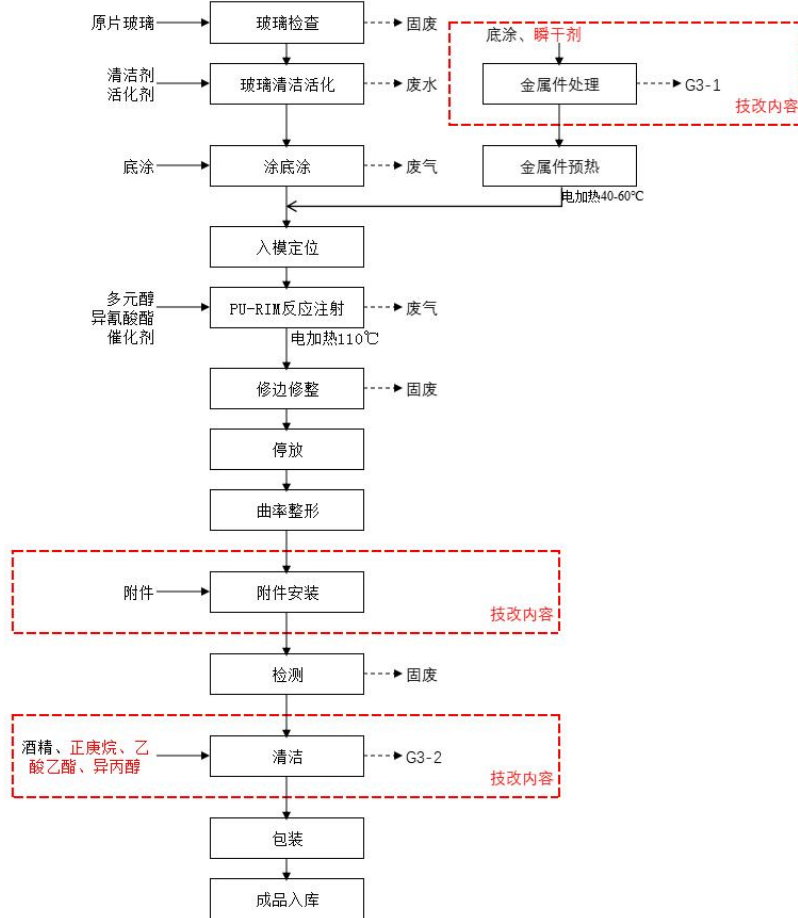 原片玻璃
玻璃检查
固废
底涂、瞬干剂
清洁剂
活化剂
玻璃清洁活化
废水
金属件处理
G3-1
技改内容
底涂
涂底涂
废气
金属件预热
电加热40-60℃
入模定位
多元醇
异氰酸酯
催化剂
PU-RIM反应注射
废气
电加热110℃
修边修整
固废
停放
曲率整形
附件
附件安装
技改内容
检测
固废
酒精、正庚烷、乙
酸乙酯、异丙醇
清洁
G3-2
技改内容
包装
成品入库